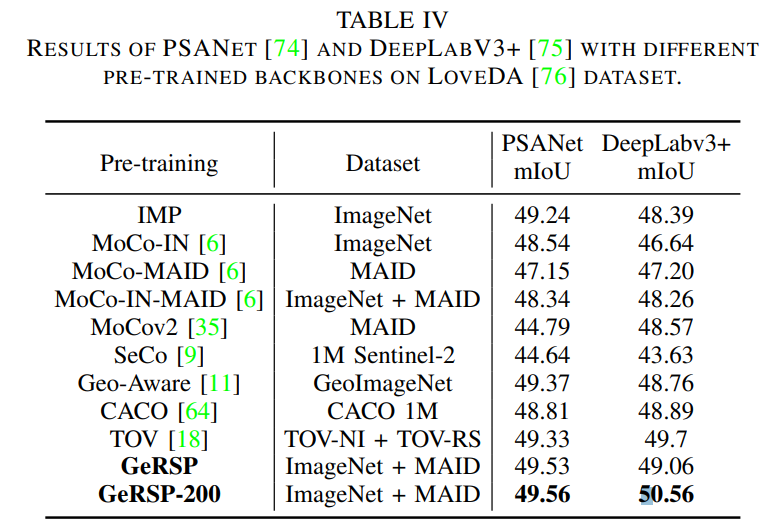 TABLE IV
RESULTS OF PSANET [74] AND DEEPLABV3+ [75] WITH DIFFERENT
PRE-TRAINED BACKBONES ON LOVEDA [76] DATASET.
Pre-training Dataset PSANet mIoU DeepLabv3+ mIoU
IMP ImageNet 49.24 48.39
MoCo-IN [6] ImageNet 48.54 46.64
MoCo-MAID [6] MAID 47.15 47.20
MoCo-IN-MAID [6] ImageNet + MAID 48.34 48.26
MoCov2 [35] MAID 44.79 48.57
SeCo [9] 1M Sentinel-2 44.64 43.63
Geo-Aware [11] GeoImageNet 49.37 48.76
CACO [64] CACO 1M 48.81 48.89
TOV [18] TOV-NI + TOV-RS 49.33 49.7
GeRSP ImageNet + MAID 49.53 49.06
GeRSP-200 ImageNet + MAID 49.56 50.56